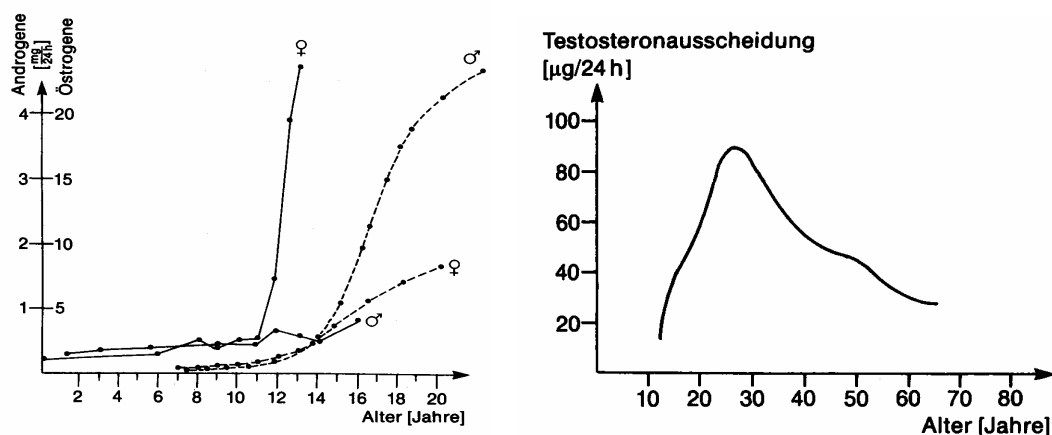 Androgene
[mg/24h]
Östrogene
♀
♂
4 20
3 15
2 10
1 5
♀
♂
2 4 6 8 10 12 14 16 18 20
Alter [Jahre]
Testosteronausscheidung
[µg/24 h]
100
80
60
40
20
10 20 30 40 50 60 70 80
Alter [Jahre]